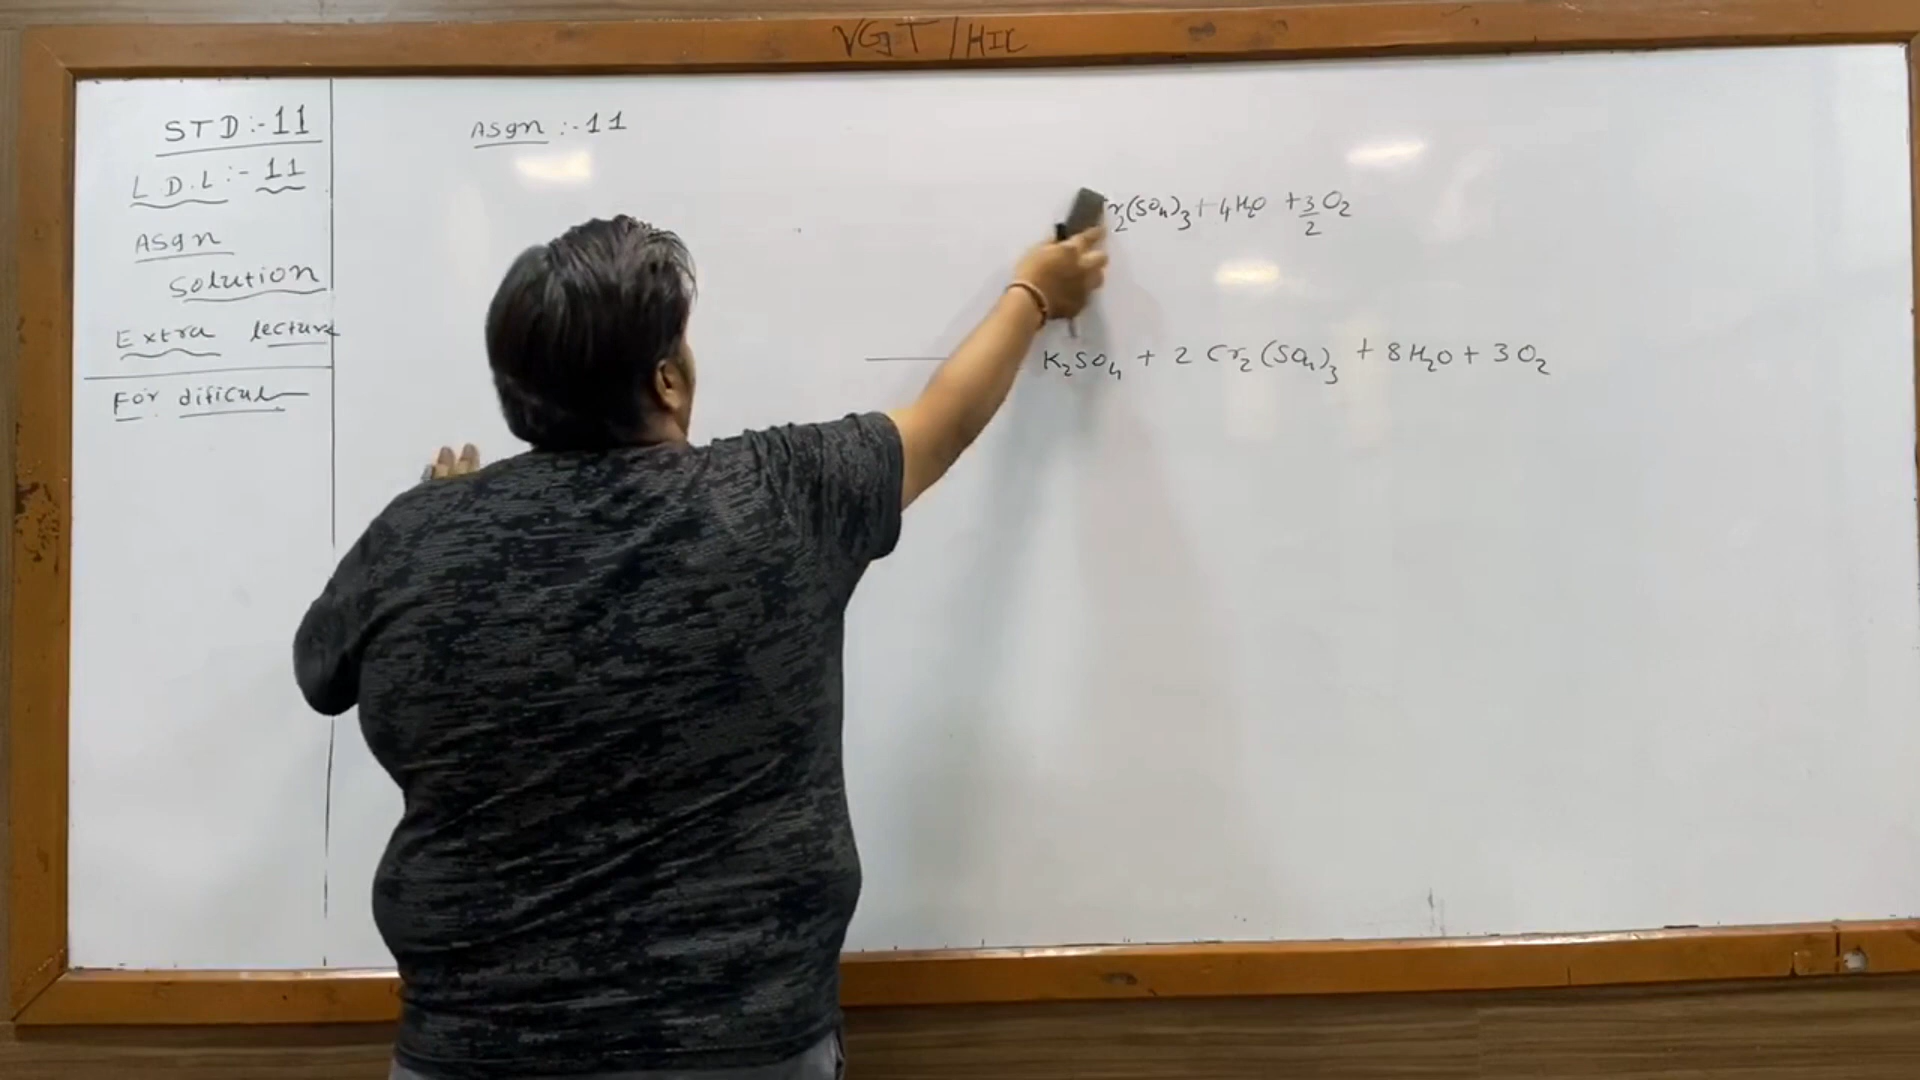 VGT/HIC
STD:-11
L.D.L:- 11
Asgn
Solution
Extra lecture
For dificul
Asgn :- 11
r₂(SO₄)₃ + 4H₂O + 3/2 O₂
K₂SO₄ + 2 Cr₂(SO₄)₃ + 8H₂O + 3O₂